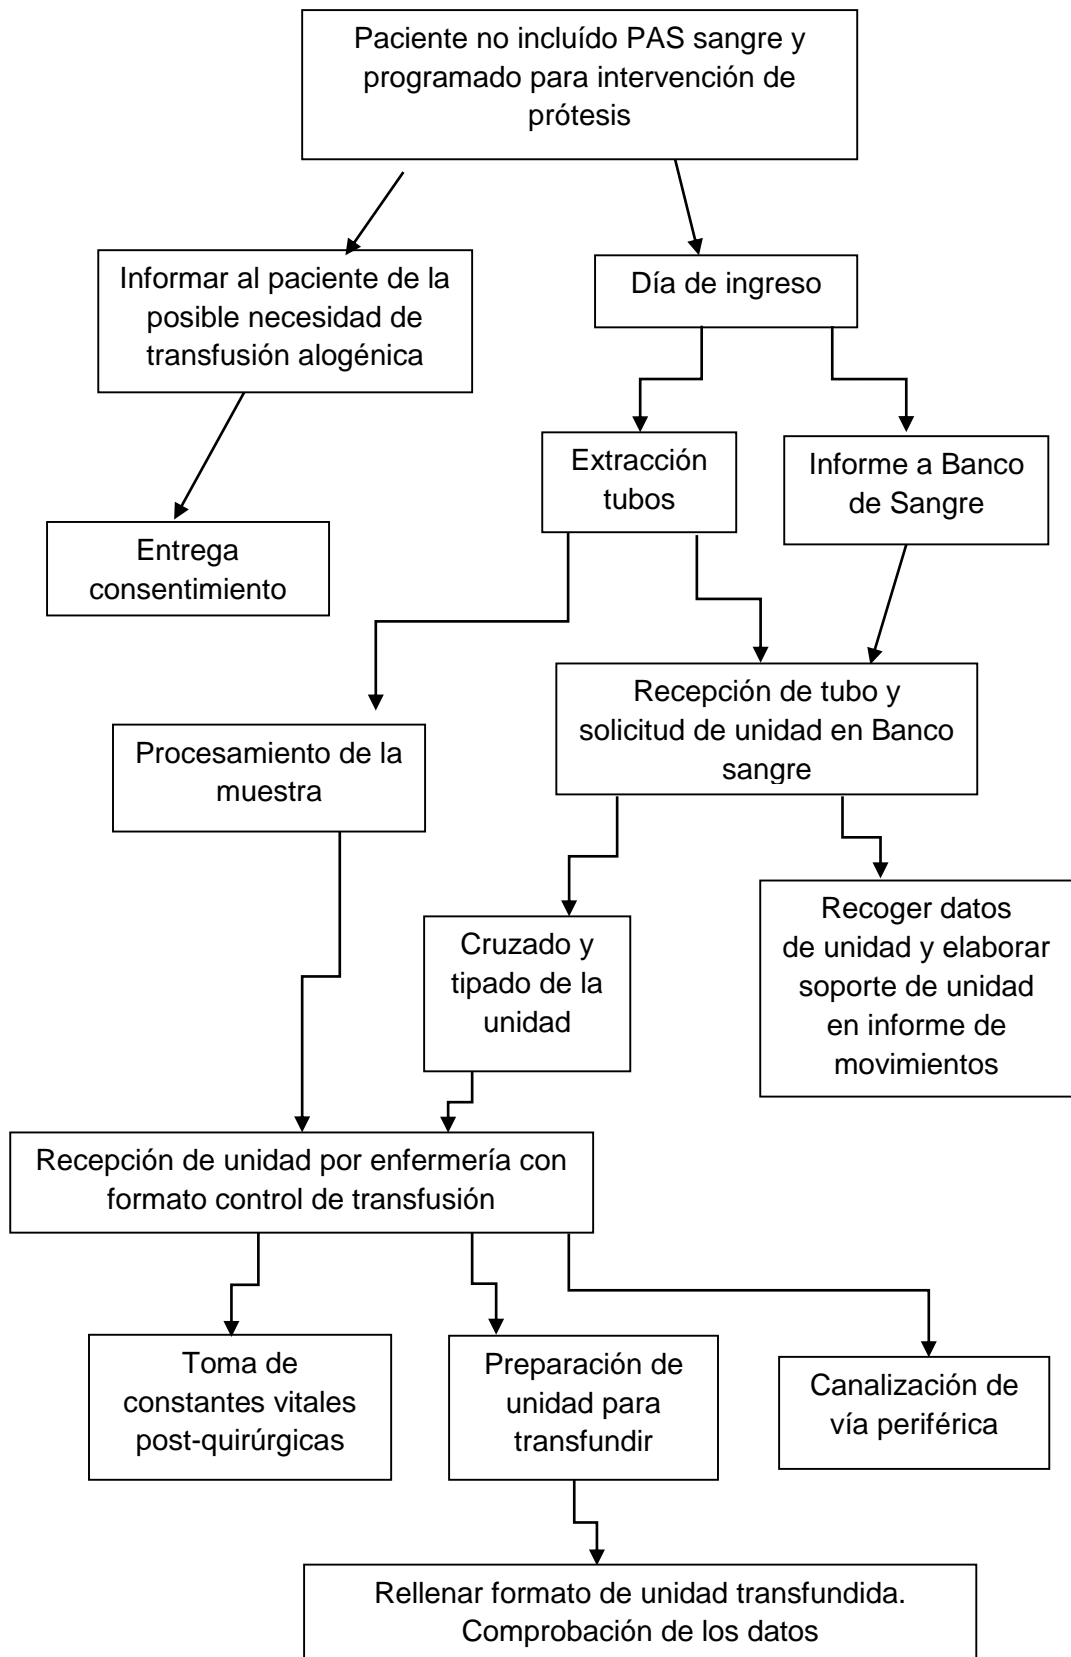 Paciente no incluído PAS sangre y
programado para intervención de
prótesis
Informar al paciente de la
posible necesidad de
transfusión alogénica
Día de ingreso
Extracción
tubos
Informe a Banco
de Sangre
Entrega
consentimiento
Recepción de tubo y
solicitud de unidad en Banco
sangre
Procesamiento de la
muestra
Cruzado y
tipado de la
unidad
Recoger datos
de unidad y elaborar
soporte de unidad
en informe de
movimientos
Recepción de unidad por enfermería con
formato control de transfusión
Toma de
constantes vitales
post-quirúrgicas
Preparación de
unidad para
transfundir
Canalización de
vía periférica
Rellenar formato de unidad transfundida.
Comprobación de los datos